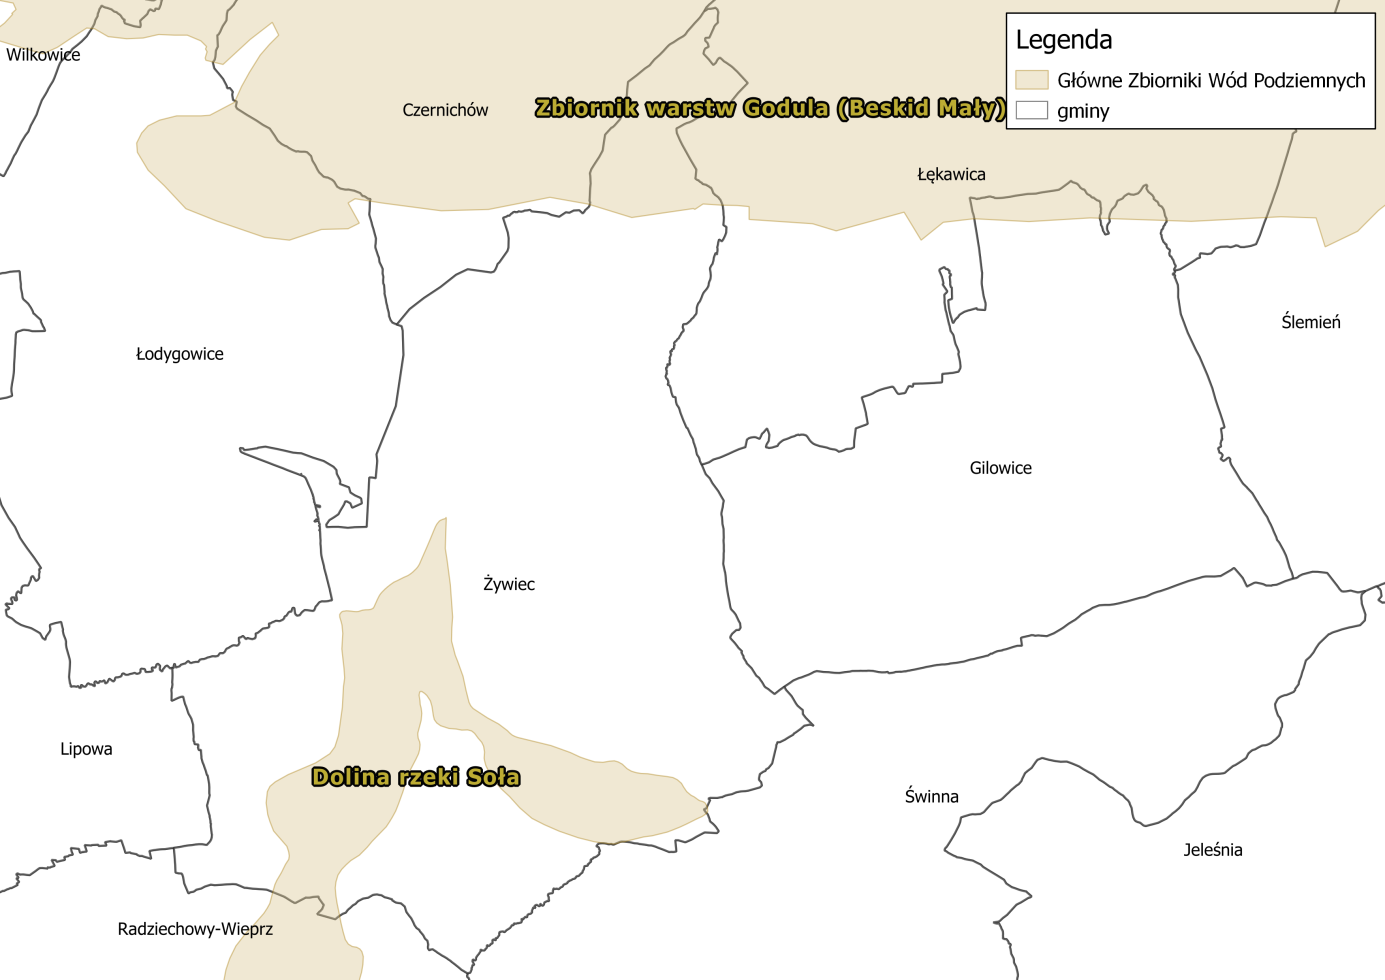 Legenda
Główne Zbiorniki Wód Podziemnych
gminy
Wilkowice
Czernichów
Zbiornik warstw Godula (Beskid Mały)
Łękawica
Ślemień
Łodygowice
Gilowice
Żywiec
Lipowa
Dolina rzeki Soła
Świnna
Jeleśnia
Radziechowy-Wieprz